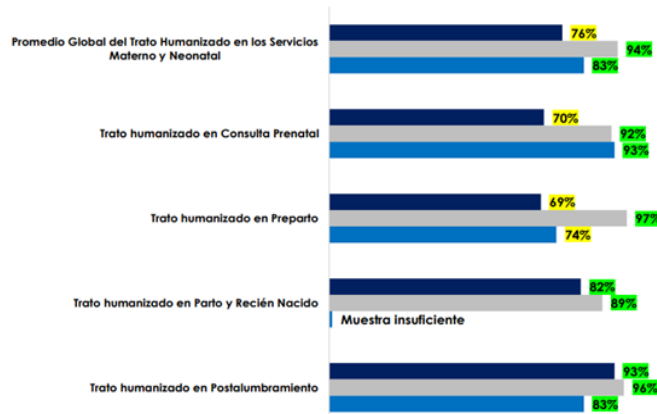 Promedio Global del Trato Humanizado en los Servicios
Materno y Neonatal
76%
94%
83%
Trato humanizado en Consulta Prenatal
70%
92%
93%
Trato humanizado en Preparto
69%
97%
74%
Trato humanizado en Parto y Recién Nacido
82%
89%
Muestra insuficiente
Trato humanizado en Postalumbramiento
93%
96%
83%